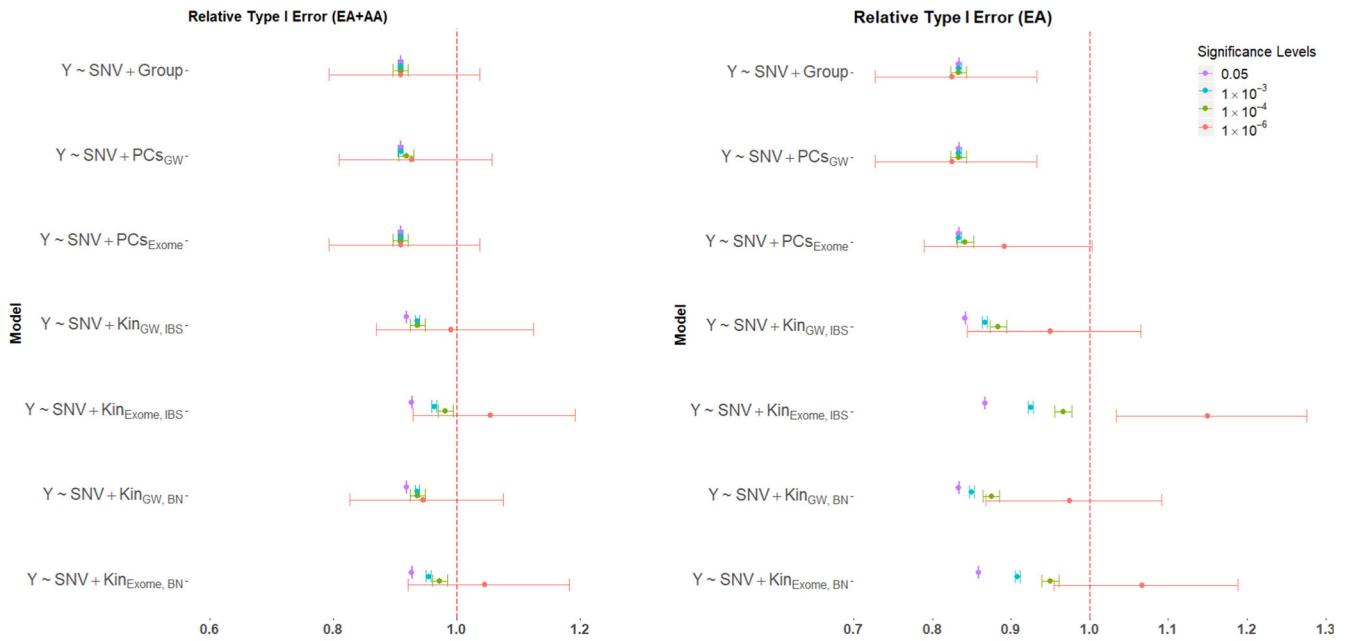 Relative Type I Error (EA+AA)
Y ~ SNV + Group
Y ~ SNV + PCs_GW
Y ~ SNV + PCs_Exome
Y ~ SNV + Kin_GW, IBS
Y ~ SNV + Kin_Exome, IBS
Y ~ SNV + Kin_GW, BN
Y ~ SNV + Kin_Exome, BN
Model
0.6 0.8 1.0 1.2
Relative Type I Error (EA)
Y ~ SNV + Group
Y ~ SNV + PCs_GW
Y ~ SNV + PCs_Exome
Y ~ SNV + Kin_GW, IBS
Y ~ SNV + Kin_Exome, IBS
Y ~ SNV + Kin_GW, BN
Y ~ SNV + Kin_Exome, BN
Model
0.7 0.8 0.9 1.0 1.1 1.2 1.3
Significance Levels
0.05
1 × 10⁻³
1 × 10⁻⁴
1 × 10⁻⁶